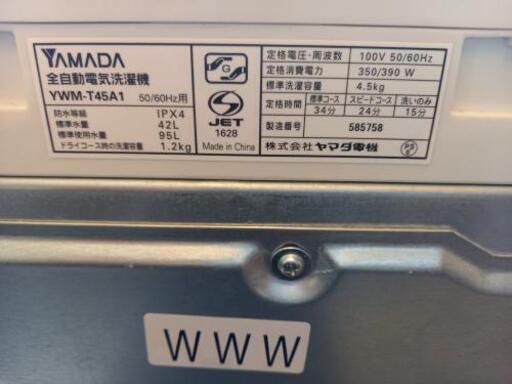 YAMADA
全自動電気洗濯機
YWM-T45A1 50/60Hz用
防水等級 IPX4
標準水量 42L
標準使用水量 95L
ドライコース時の洗濯容量 1.2kg
G
S
JET
1628
Made in China
定格電圧・周波数 100V 50/60Hz
定格消費電力 350/390 W
標準洗濯容量 4.5kg
定格時間 標準コース スピードコース 洗いのみ
34分 24分 15分
製造番号 585758
株式会社ヤマダ電機
PS
E
WWW